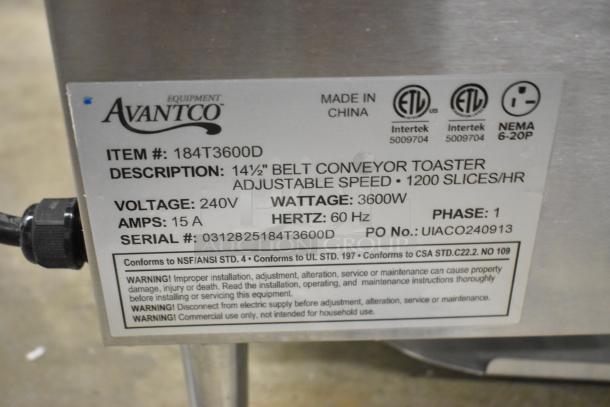 EQUIPMENT
AVANTCO
MADE IN
CHINA
ETL US
Intertek
5009704
ETL
Intertek
5009704
NEMA
6-20P
ITEM #: 184T3600D
DESCRIPTION: 14½" BELT CONVEYOR TOASTER
ADJUSTABLE SPEED • 1200 SLICES/HR
VOLTAGE: 240V WATTAGE: 3600W
AMPS: 15 A HERTZ: 60 Hz PHASE: 1
SERIAL #: 0312825184T3600D PO No.: UIACO240913
AUCTION GROUP
Conforms to NSF/ANSI STD. 4 • Conforms to UL STD. 197 • Conforms to CSA STD.C22.2. NO 109
WARNING! Improper installation, adjustment, alteration, service or maintenance can cause property
damage, injury or death. Read the installation, operating, and maintenance instructions thoroughly
before installing or servicing this equipment.
WARNING! Disconnect from electric supply before adjustment, alteration, service or maintenance.
WARNING! Commercial use only, not intended for household use.